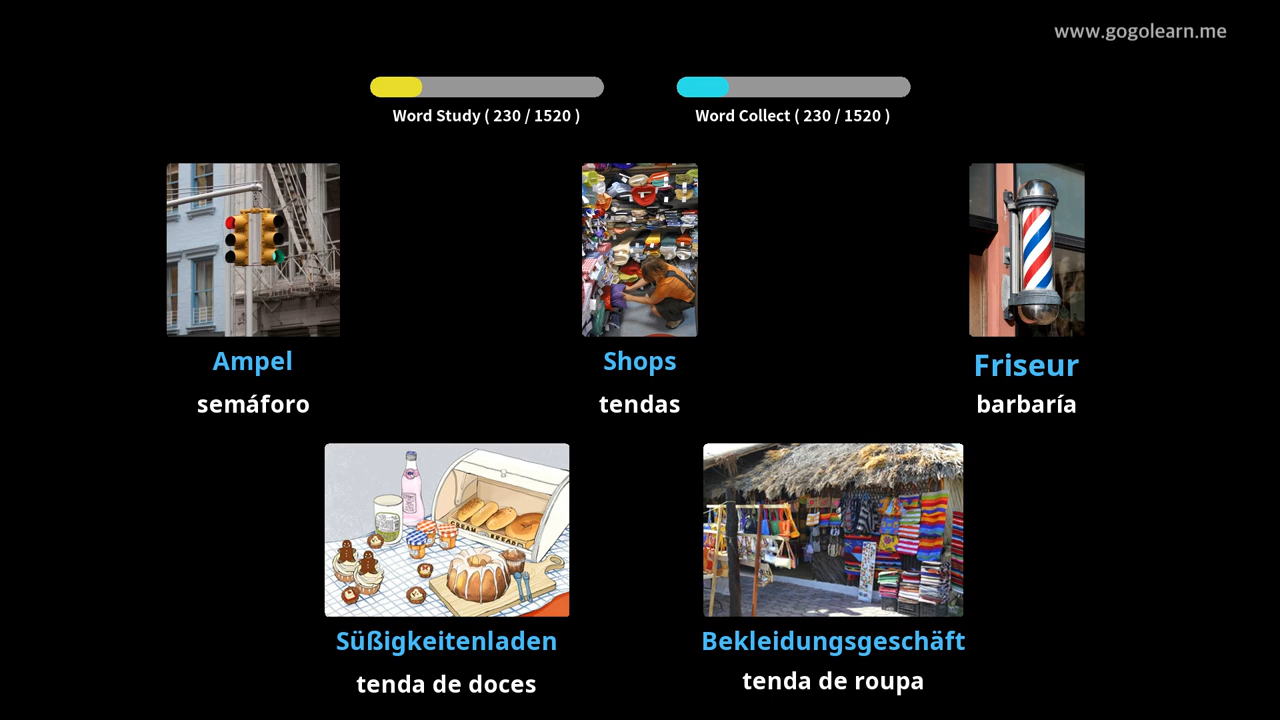 www.gogolearn.me
Word Study ( 230 / 1520 )
Word Collect ( 230 / 1520 )
Ampel
semáforo
Shops
tendas
Friseur
barbaría
Süßigkeitenladen
tenda de doces
Bekleidungsgeschäft
tenda de roupa